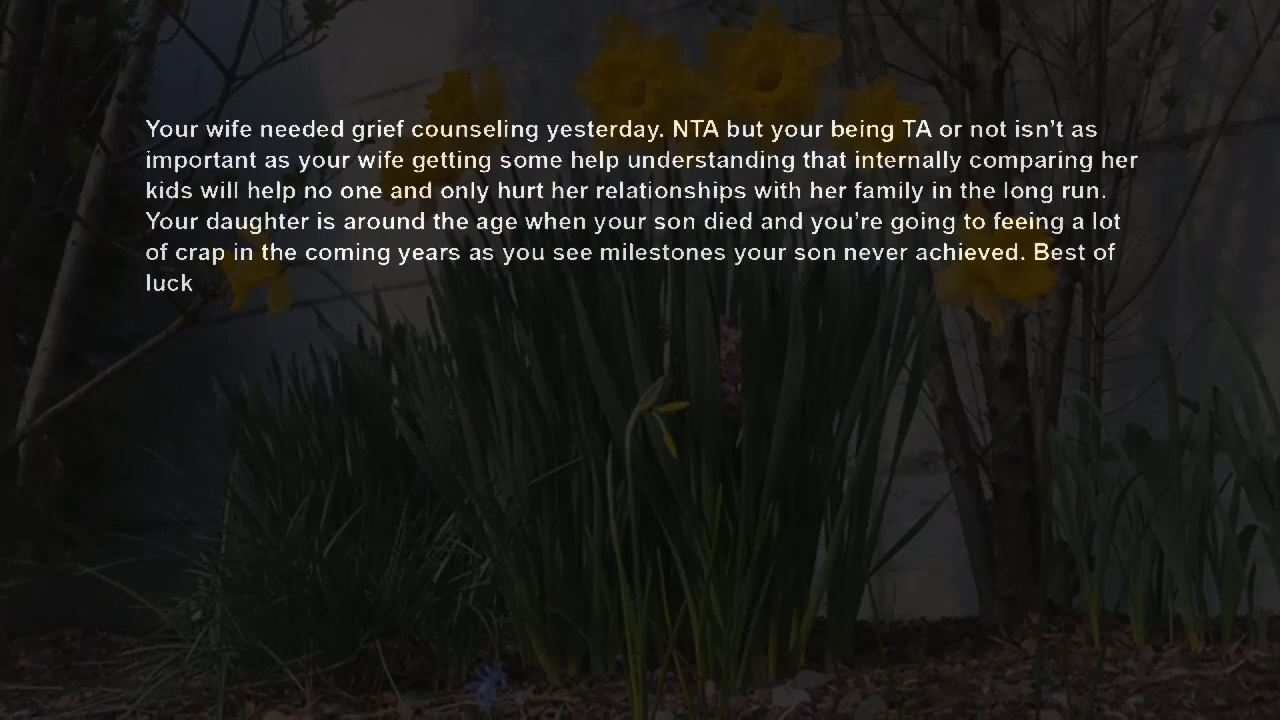 Your wife needed grief counseling yesterday. NTA but your being TA or not isn’t as
important as your wife getting some help understanding that internally comparing her
kids will help no one and only hurt her relationships with her family in the long run.
Your daughter is around the age when your son died and you’re going to feeing a lot
of crap in the coming years as you see milestones your son never achieved. Best of
luck